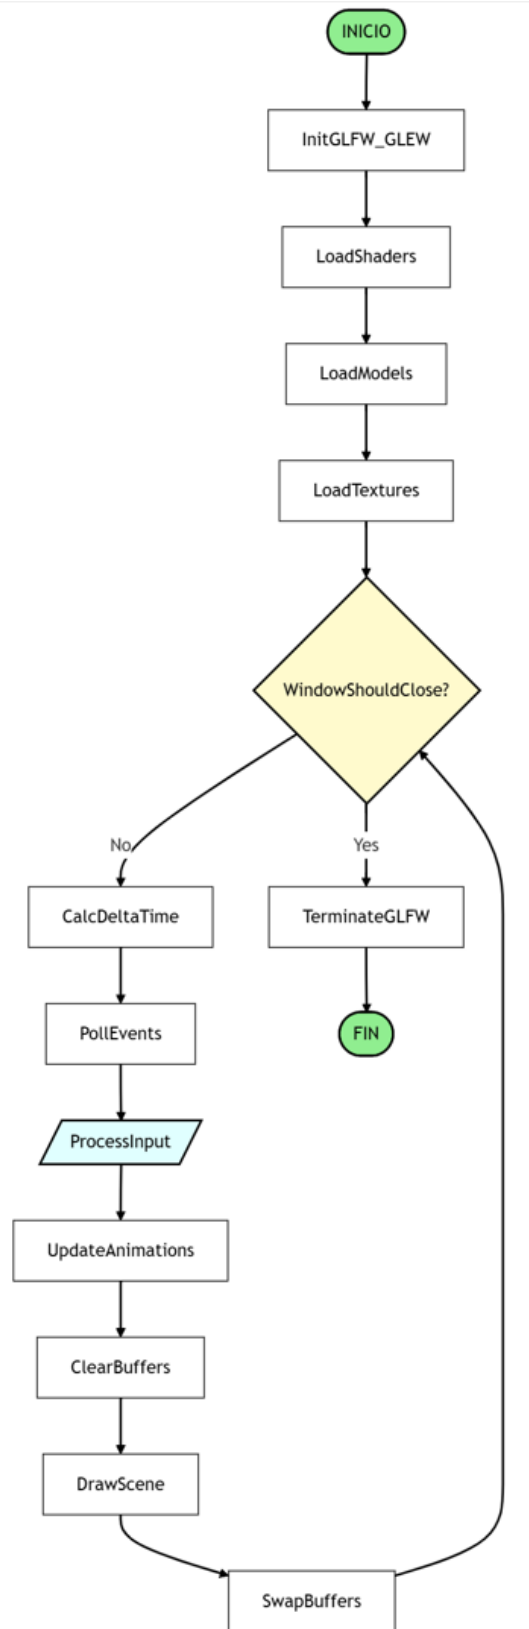 INICIO
InitGLFW_GLEW
LoadShaders
LoadModels
LoadTextures
WindowShouldClose?
No
Yes
CalcDeltaTime
TerminateGLFW
PollEvents
FIN
ProcessInput
UpdateAnimations
ClearBuffers
DrawScene
SwapBuffers